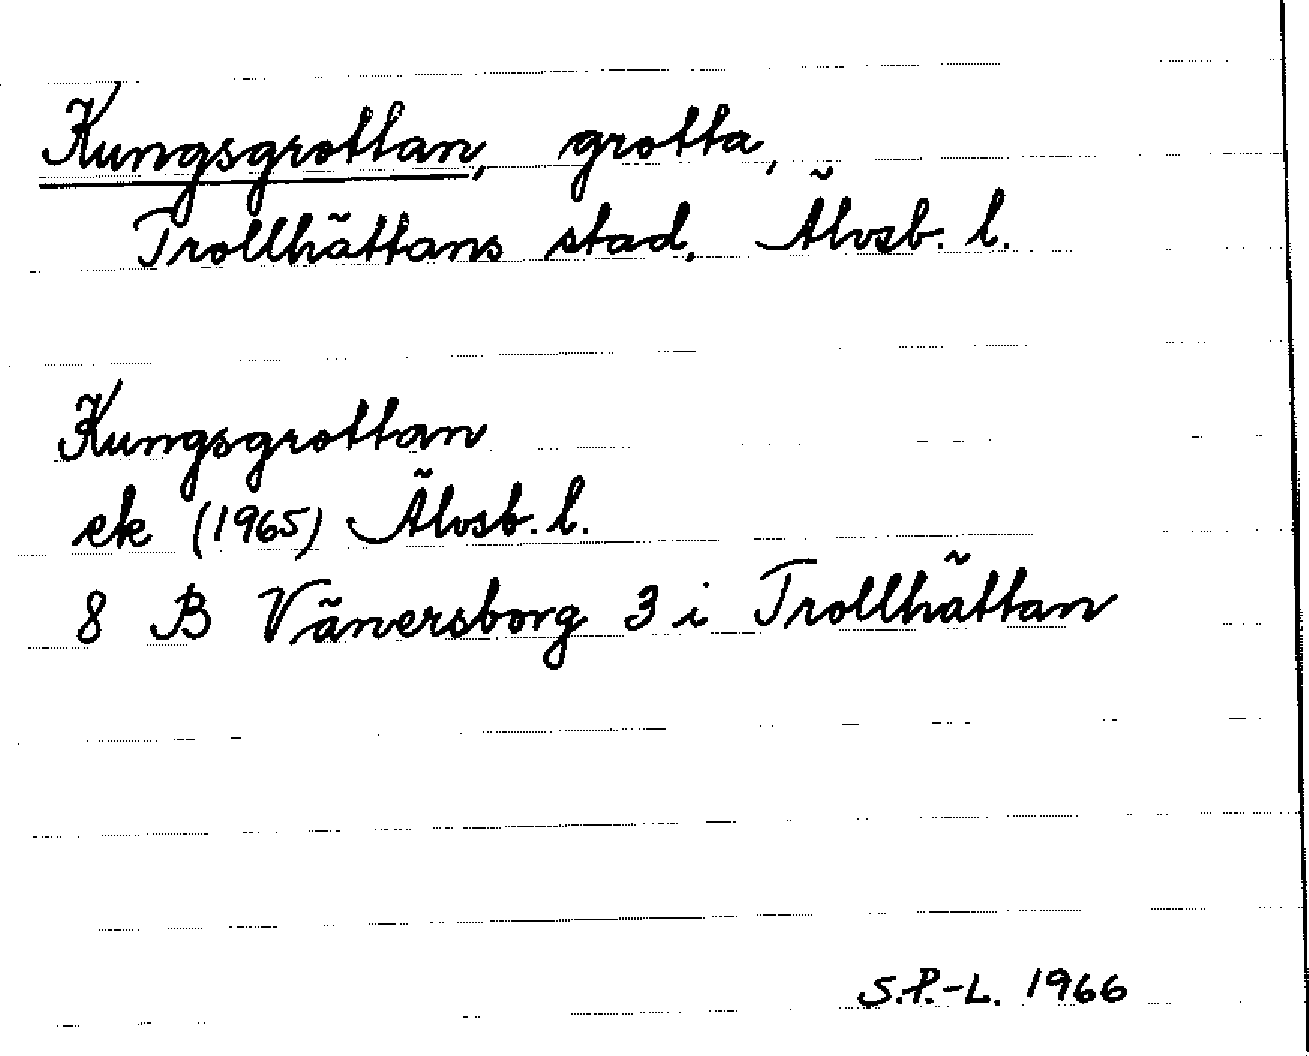 Kungsgrottan, grotta,
Trollhättans stad, Älvsb. l.
Kungsgrottan
ek (1965) Älvsb. l.
8 B Vänersborg 3 i Trollhättan
S.P.-L. 1966